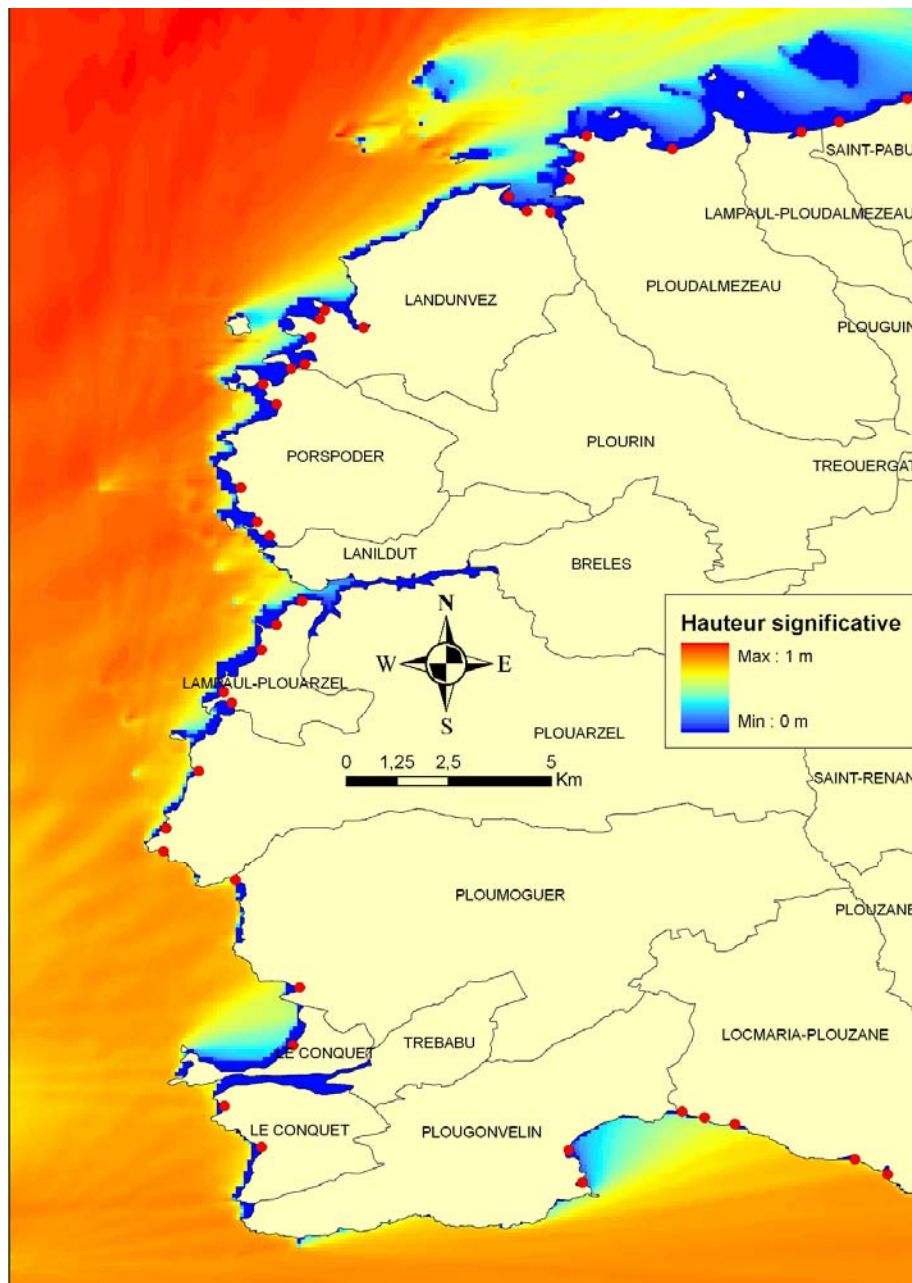 SAINT-PABU
LAMPAUL-PLOUDALMEZEAU
PLOUDALMEZEAU
LANDUNVEZ
PLOUGUIN
PLOURIN
PORSPODER
TREOUERGAT
LANILDUT
BRELES
Hauteur significative
Max : 1 m
Min : 0 m
N
W E
S
LAMPAUL-PLOUARZEL
PLOUARZEL
0 1,25 2,5 5
Km
SAINT-RENAN
PLOUMOGUER
PLOUZANE
LOCMARIA-PLOUZANE
LE CONQUET
TREBABU
LE CONQUET
PLOUGONVELIN